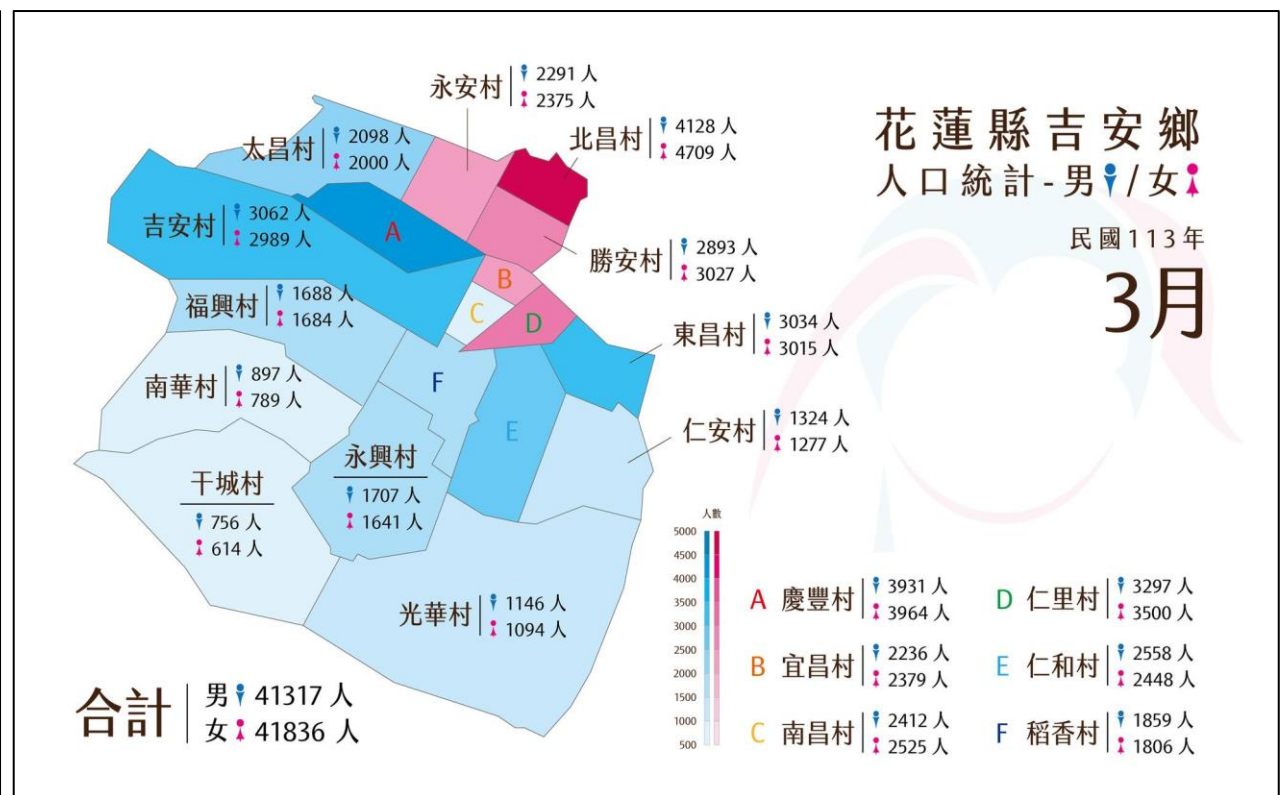 花蓮縣吉安鄉
人口統計-男/女
民國113年
3月
永安村 2291 人
2375 人
太昌村 2098 人
2000 人
北昌村 4128 人
4709 人
吉安村 3062 人
2989 人
A
勝安村 2893 人
3027 人
B
福興村 1688 人
1684 人
C
D
東昌村 3034 人
3015 人
南華村 897 人
789 人
F
E
仁安村 1324 人
1277 人
永興村
1707 人
1641 人
干城村
756 人
614 人
光華村 1146 人
1094 人
人數
5000
4500
4000
3500
3000
2500
2000
1500
1000
500
A 慶豐村 3931 人
3964 人
B 宜昌村 2236 人
2379 人
C 南昌村 2412 人
2525 人
D 仁里村 3297 人
3500 人
E 仁和村 2558 人
2448 人
F 稻香村 1859 人
1806 人
合計 男 41317 人
女 41836 人